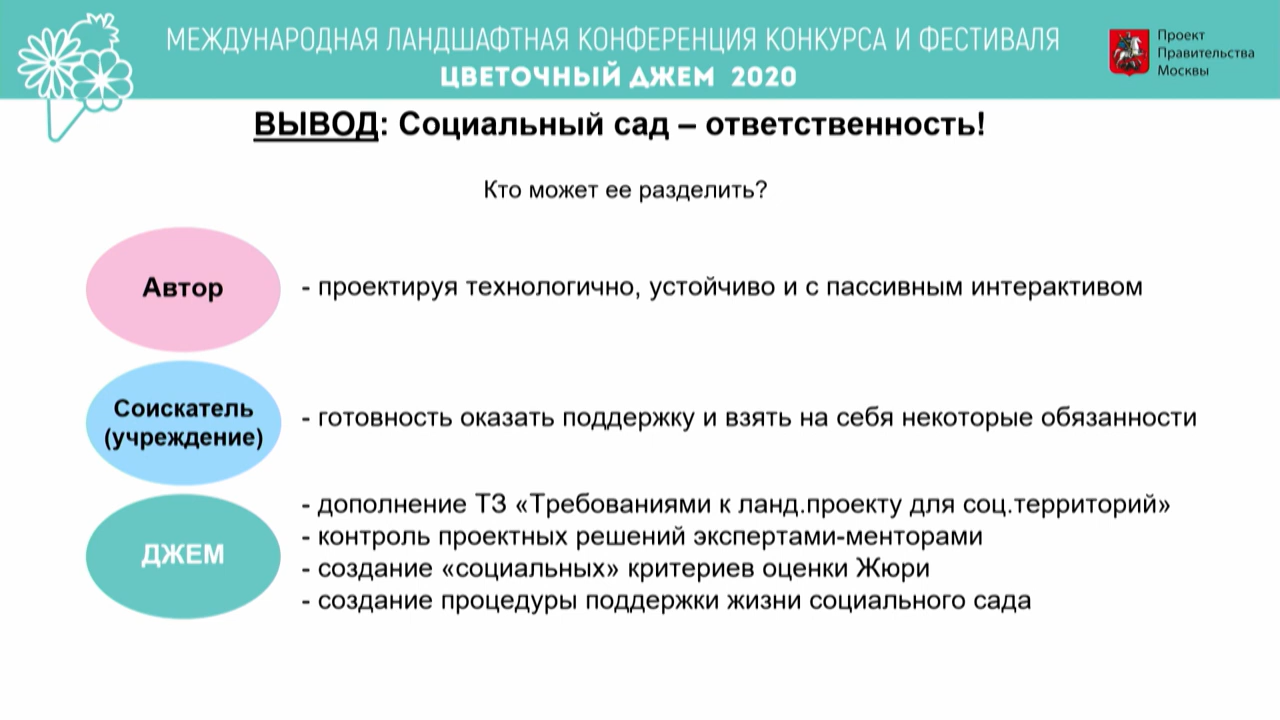 МЕЖДУНАРОДНАЯ ЛАНДШАФТНАЯ КОНФЕРЕНЦИЯ КОНКУРСА И ФЕСТИВАЛЯ
ЦВЕТОЧНЫЙ ДЖЕМ 2020
Проект
Правительства
Москвы
ВЫВОД: Социальный сад – ответственность!
Кто может ее разделить?
Автор
- проектируя технологично, устойчиво и с пассивным интерактивом
Соискатель
(учреждение)
- готовность оказать поддержку и взять на себя некоторые обязанности
ДЖЕМ
- дополнение ТЗ «Требованиями к ланд.проекту для соц.территорий»
- контроль проектных решений экспертами-менторами
- создание «социальных» критериев оценки Жюри
- создание процедуры поддержки жизни социального сада